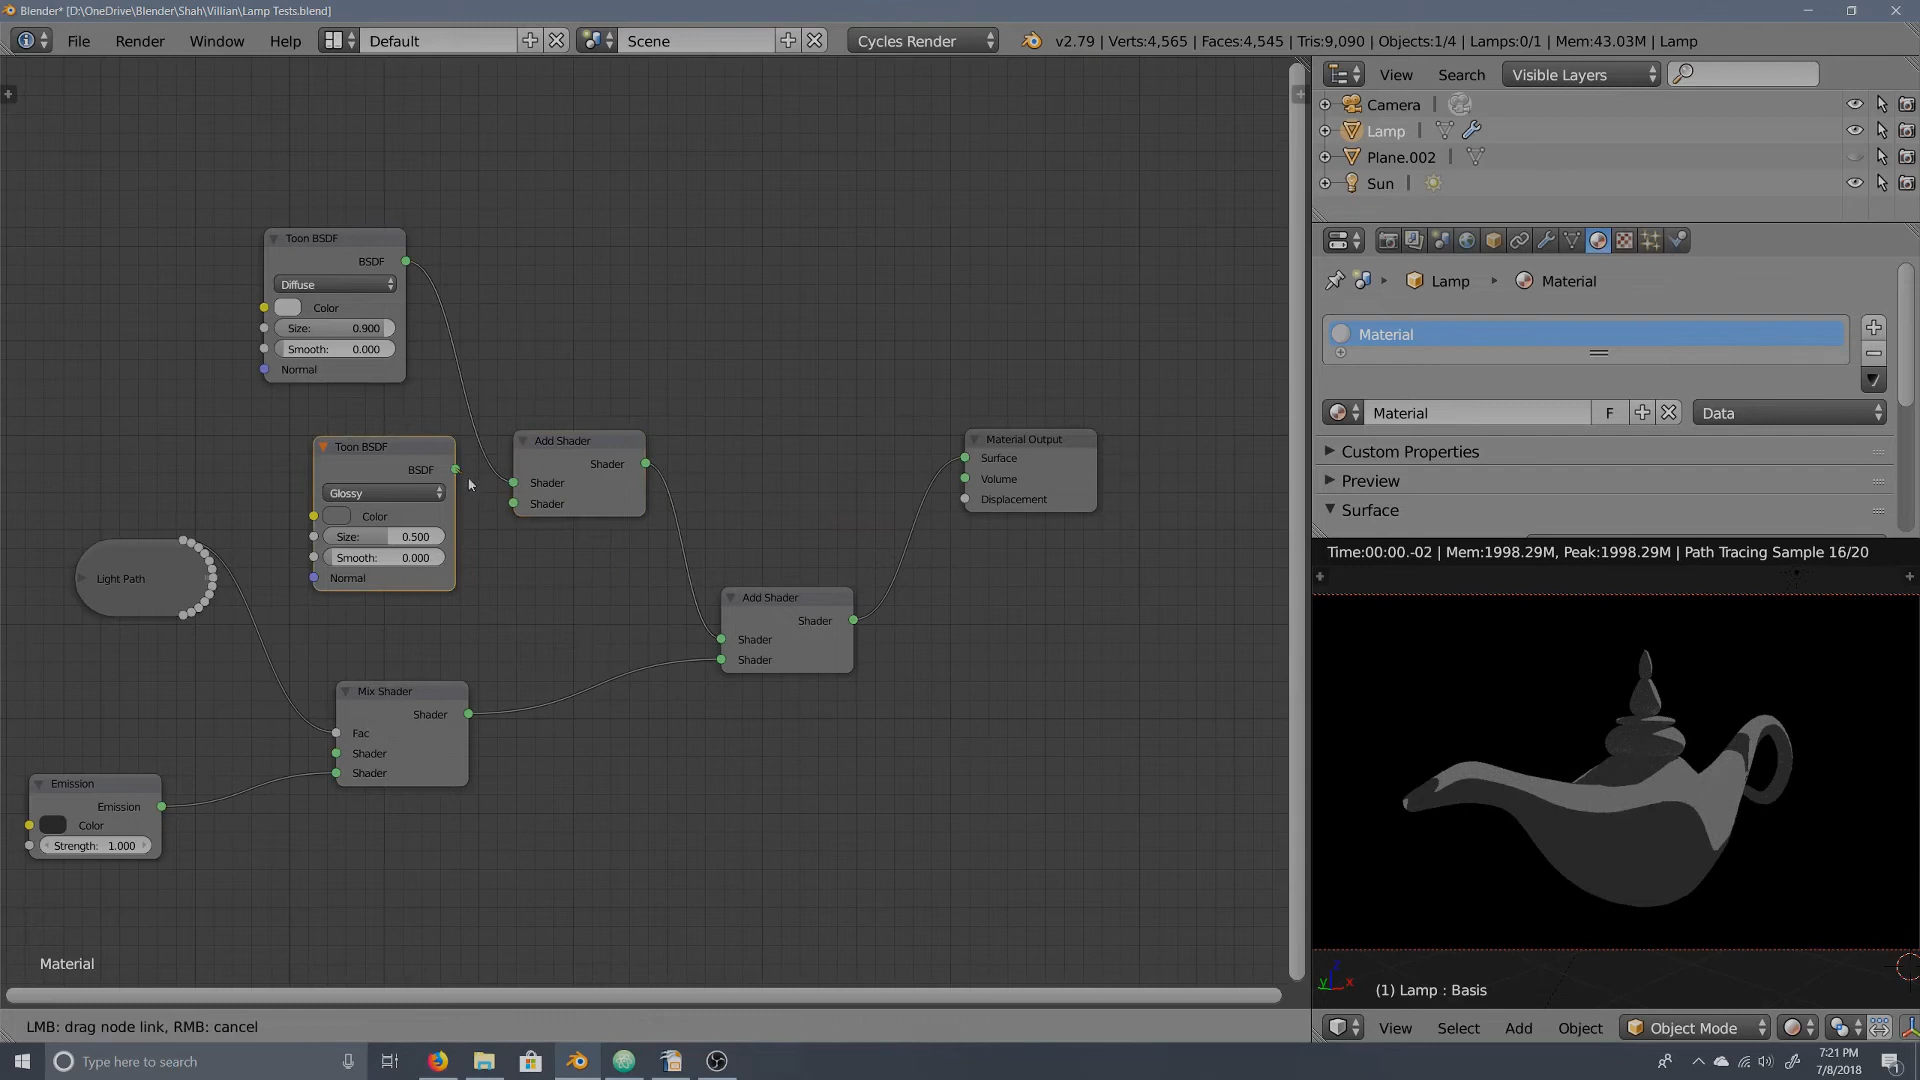 Blender* [D:\OneDrive\Blender\Shah\Villian\Lamp Tests.blend]
File Render Window Help Default Scene Cycles Render v2.79 | Verts:4,565 | Faces:4,545 | Tris:9,090 | Objects:1/4 | Lamps:0/1 | Mem:43.03M | Lamp
View Search Visible Layers
Camera
Lamp
Plane.002
Sun
Lamp Material
Material
Material F Data
Custom Properties
Preview
Surface
Toon BSDF
BSDF
Diffuse
Color
Size: 0.900
Smooth: 0.000
Normal
Toon BSDF
BSDF
Glossy
Color
Size: 0.500
Smooth: 0.000
Normal
Add Shader
Shader
Shader
Shader
Material Output
Surface
Volume
Displacement
Light Path
Add Shader
Shader
Shader
Shader
Mix Shader
Shader
Fac
Shader
Shader
Emission
Emission
Color
Strength: 1.000
Material
Time:00:00.-02 | Mem:1998.29M, Peak:1998.29M | Path Tracing Sample 16/20
z
y x
(1) Lamp : Basis
LMB: drag node link, RMB: cancel
View Select Add Object Object Mode
Type here to search
7:21 PM
7/8/2018
1